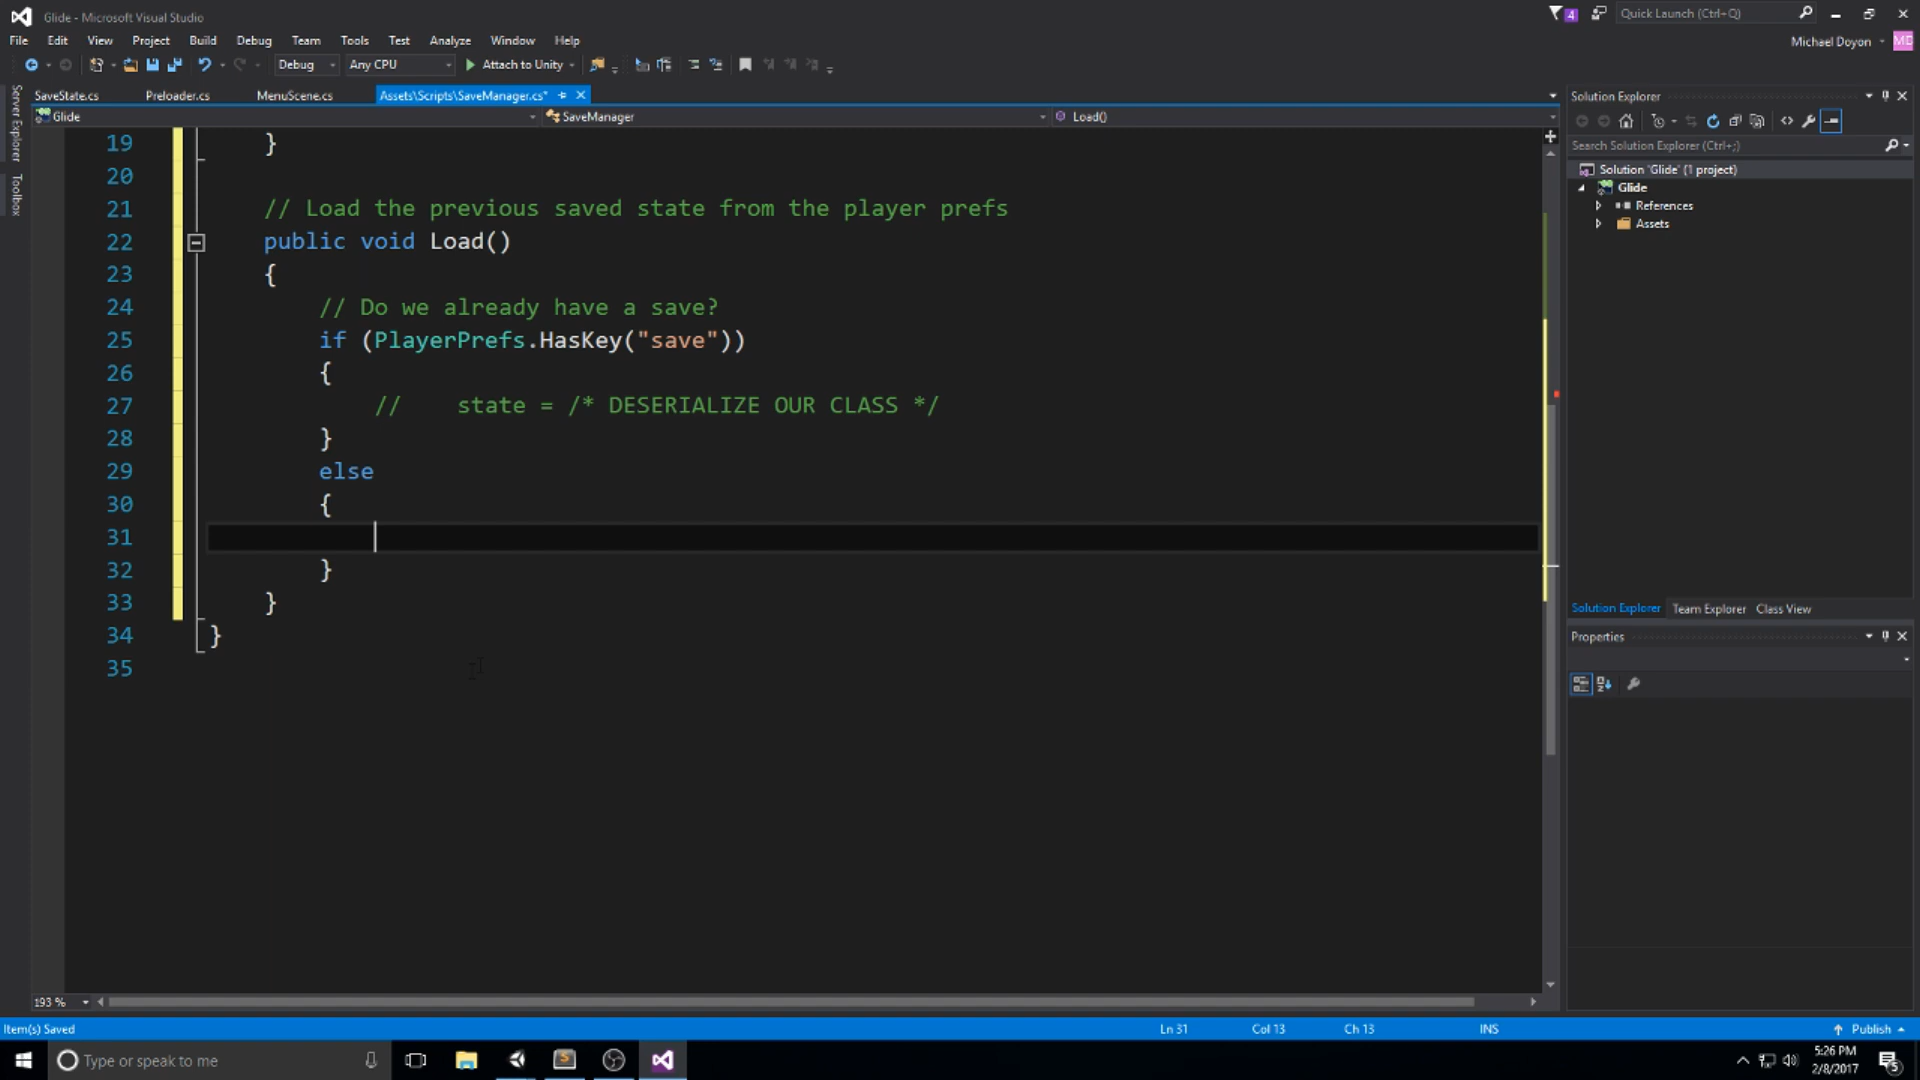 Glide - Microsoft Visual Studio
4
Quick Launch (Ctrl+Q)
File Edit View Project Build Debug Team Tools Test Analyze Window Help
Michael Doyon
MD
Debug Any CPU Attach to Unity
SaveState.cs Preloader.cs MenuScene.cs Assets\Scripts\SaveManager.cs*
Glide SaveManager Load()
Server Explorer
Toolbox
19 }
20
21 // Load the previous saved state from the player prefs
22 public void Load()
23 {
24 // Do we already have a save?
25 if (PlayerPrefs.HasKey("save"))
26 {
27 // state = /* DESERIALIZE OUR CLASS */
28 }
29 else
30 {
31
32 }
33 }
34 }
35
Solution Explorer
Search Solution Explorer (Ctrl+;)
Solution 'Glide' (1 project)
Glide
References
Assets
Solution Explorer Team Explorer Class View
Properties
193 %
Item(s) Saved Ln 31 Col 13 Ch 13 INS Publish
Type or speak to me
5:26 PM
2/8/2017
5